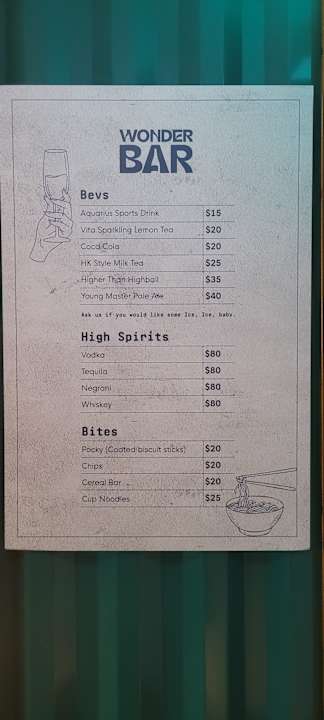 WONDER
BAR
Bevs
Aquarius Sports Drink $15
Vita Sparkling Lemon Tea $20
Coca Cola $20
HK Style Milk Tea $25
Higher Than Highball $35
Young Master Pale Ale $40
Ask us if you would like some Ice, Ice, baby.
High Spirits
Vodka $80
Tequila $80
Negroni $80
Whiskey $80
Bites
Pocky (Coated biscuit sticks) $20
Chips $20
Cereal Bar $20
Cup Noodles $25